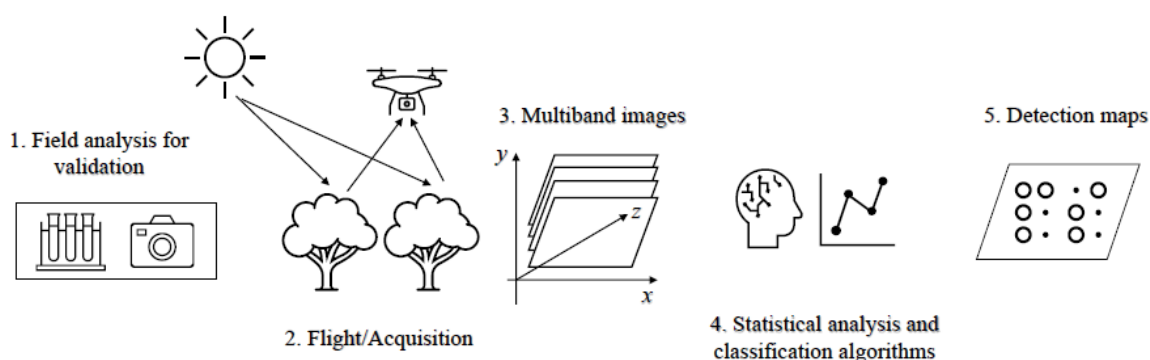 1. Field analysis for
validation
2. Flight/Acquisition
3. Multiband images
y
z
x
4. Statistical analysis and
classification algorithms
5. Detection maps